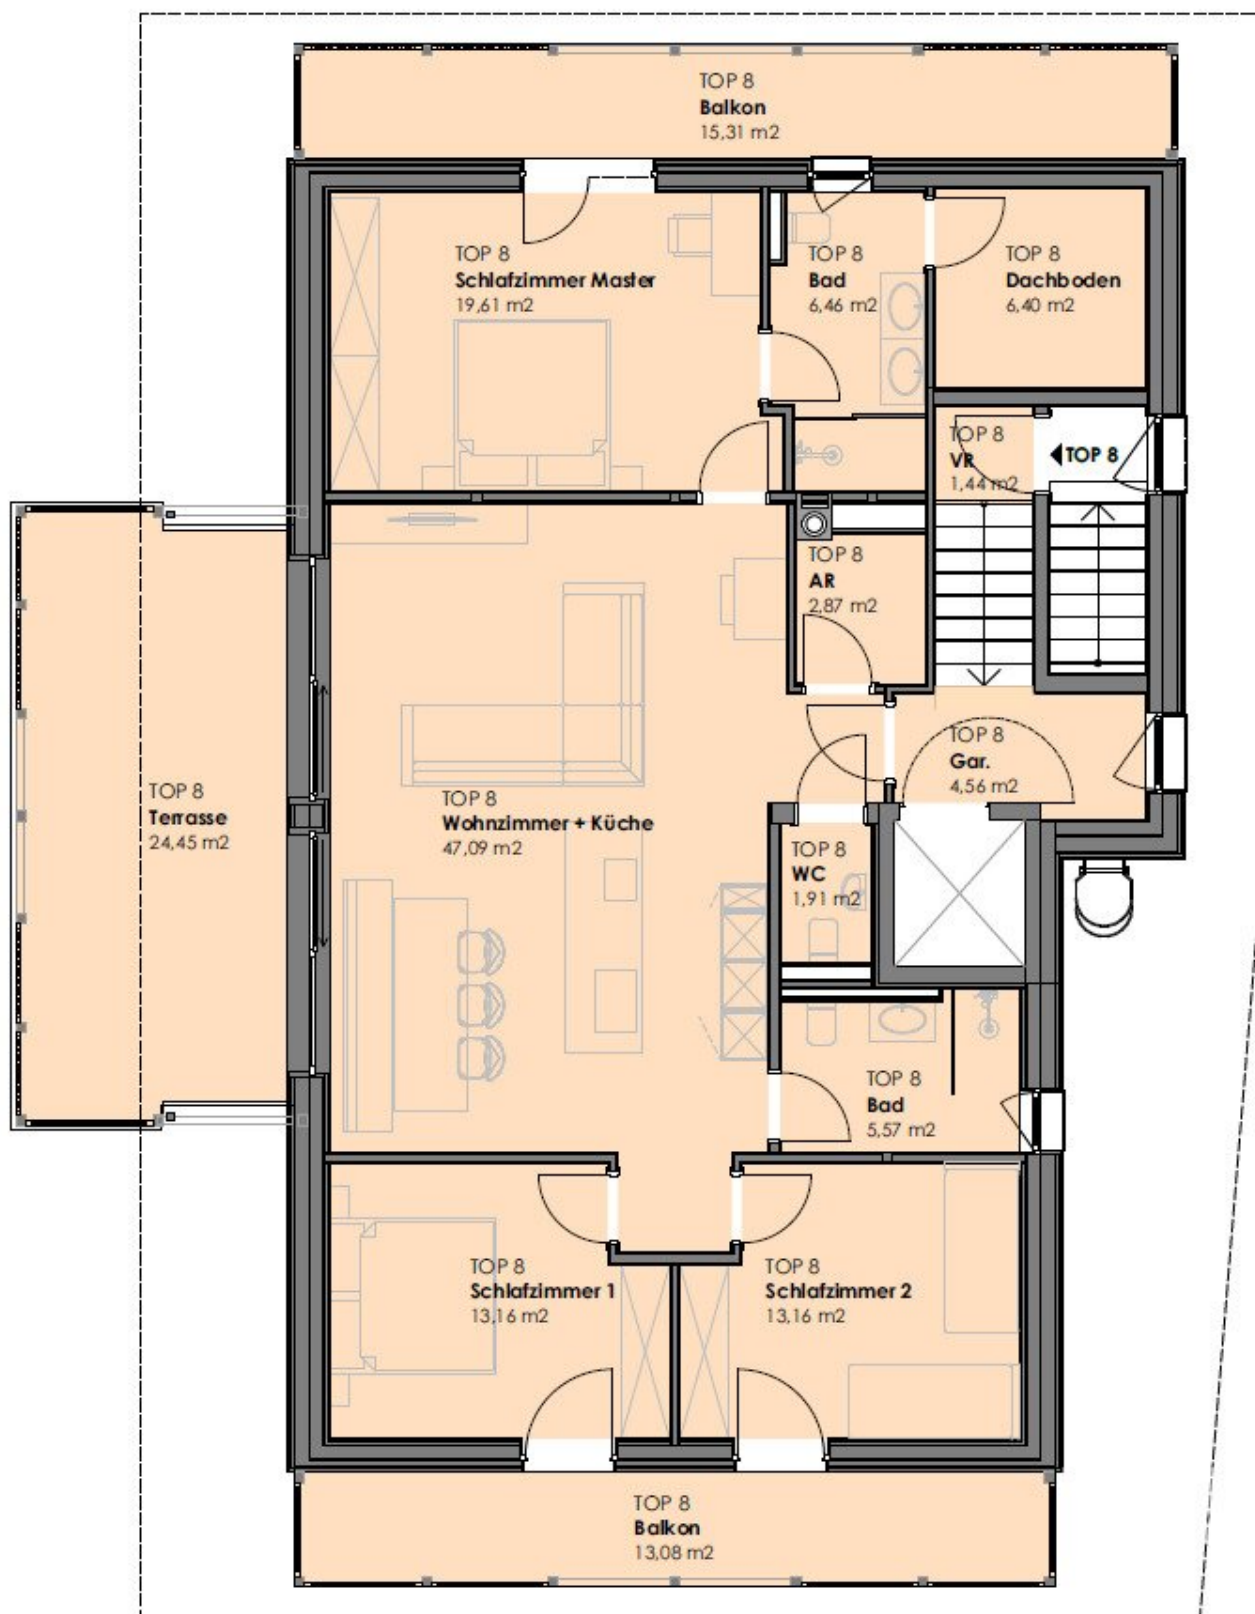 TOP 8
Balkon
15,31 m2
TOP 8
Schlafzimmer Master
19,61 m2
TOP 8
Bad
6,46 m2
TOP 8
Dachboden
6,40 m2
TOP 8
VR
1,44 m2
TOP 8
TOP 8
AR
2,87 m2
TOP 8
Gar.
4,56 m2
TOP 8
Terrasse
24,45 m2
TOP 8
Wohnzimmer + Küche
47,09 m2
TOP 8
WC
1,91 m2
TOP 8
Bad
5,57 m2
TOP 8
Schlafzimmer 1
13,16 m2
TOP 8
Schlafzimmer 2
13,16 m2
TOP 8
Balkon
13,08 m2